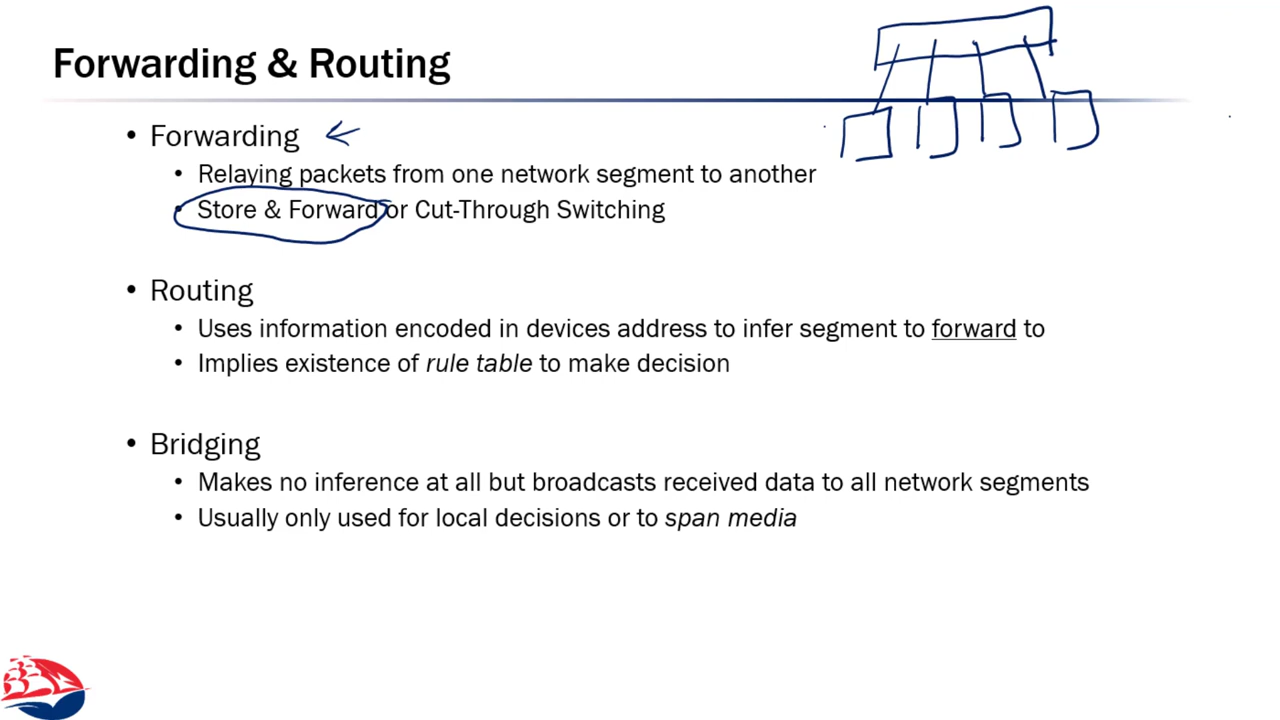 Forwarding & Routing
• Forwarding
• Relaying packets from one network segment to another
• Store & Forward or Cut-Through Switching
• Routing
• Uses information encoded in devices address to infer segment to forward to
• Implies existence of rule table to make decision
• Bridging
• Makes no inference at all but broadcasts received data to all network segments
• Usually only used for local decisions or to span media